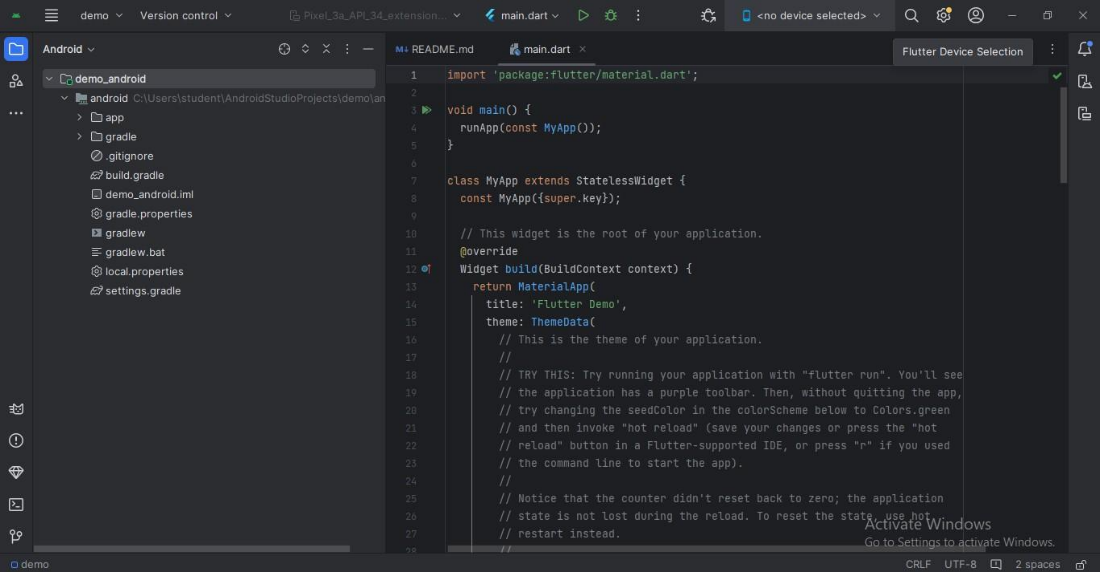 demo
Version control
Pixel_3a_API_34_extension...
main.dart
<no device selected>
Android
README.md
main.dart
Flutter Device Selection
demo_android
android C:\Users\student\AndroidStudioProjects\demo\an
app
gradle
.gitignore
build.gradle
demo_android.iml
gradle.properties
gradlew
gradlew.bat
local.properties
settings.gradle
1 import 'package:flutter/material.dart';
2
3 void main() {
4 runApp(const MyApp());
5 }
6
7 class MyApp extends StatelessWidget {
8 const MyApp({super.key});
9
10 // This widget is the root of your application.
11 @override
12 Widget build(BuildContext context) {
13 return MaterialApp(
14 title: 'Flutter Demo',
15 theme: ThemeData(
16 // This is the theme of your application.
17 //
18 // TRY THIS: Try running your application with "flutter run". You'll see
19 // the application has a purple toolbar. Then, without quitting the app,
20 // try changing the seedColor in the colorScheme below to Colors.green
21 // and then invoke "hot reload" (save your changes or press the "hot
22 // reload" button in a Flutter-supported IDE, or press "r" if you used
23 // the command line to start the app).
24 //
25 // Notice that the counter didn't reset back to zero; the application
26 // state is not lost during the reload. To reset the state, use hot
27 // restart instead.
28 //
Activate Windows
Go to Settings to activate Windows.
demo
CRLF UTF-8 2 spaces